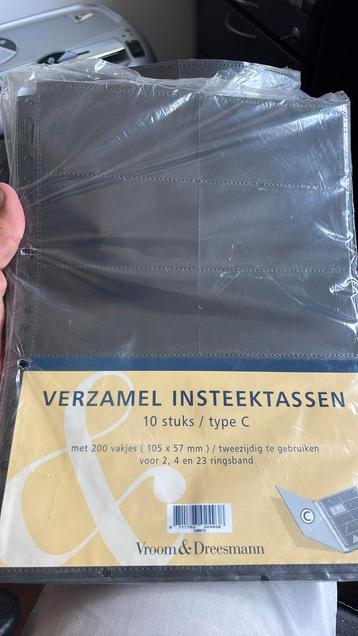 VERZAMEL INSTEEKTASSEN
10 stuks / type C
met 200 vakjes ( 105 x 57 mm ) / tweezijdig te gebruiken
voor 2, 4 en 23 ringsband
&
C
Vroom&Dreesmann